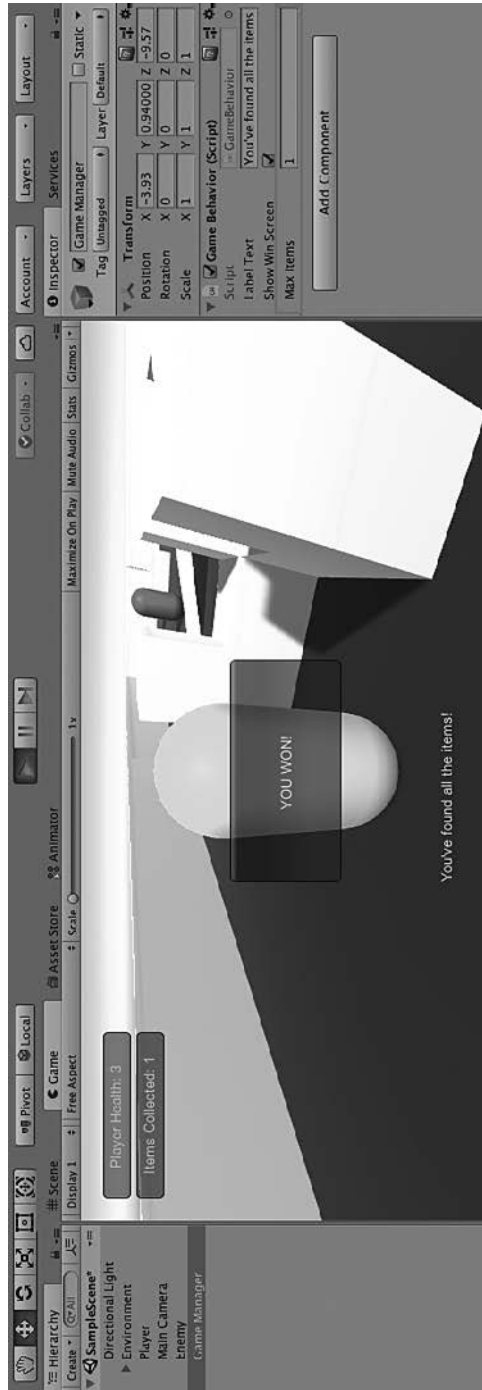 Pivot Local
Collab Account Layers Layout
Hierarchy
Create All
SampleScene*
Directional Light
Environment
Player
Main Camera
Enemy
Game Manager
Scene Game Asset Store Animator
Display 1 Free Aspect Scale 1x Maximize On Play Mute Audio Stats Gizmos
Player Health: 3
Items Collected: 1
YOU WON!
You've found all the items!
Inspector Services
Game Manager Static
Tag Untagged Layer Default
Transform
Position X -3.93 Y 0.94000 Z -9.57
Rotation X 0 Y 0 Z 0
Scale X 1 Y 1 Z 1
Game Behavior (Script)
Script GameBehavior
Label Text You've found all the items
Show Win Screen
Max Items 1
Add Component